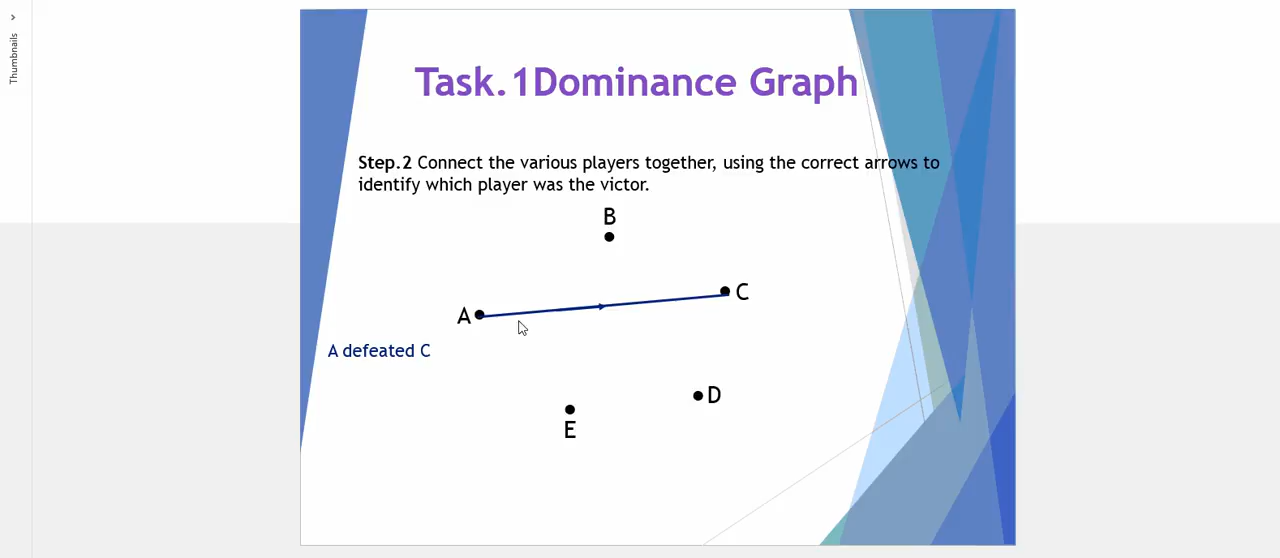 Thumbnails
Task.1Dominance Graph
Step.2 Connect the various players together, using the correct arrows to
identify which player was the victor.
B
C
A
A defeated C
D
E